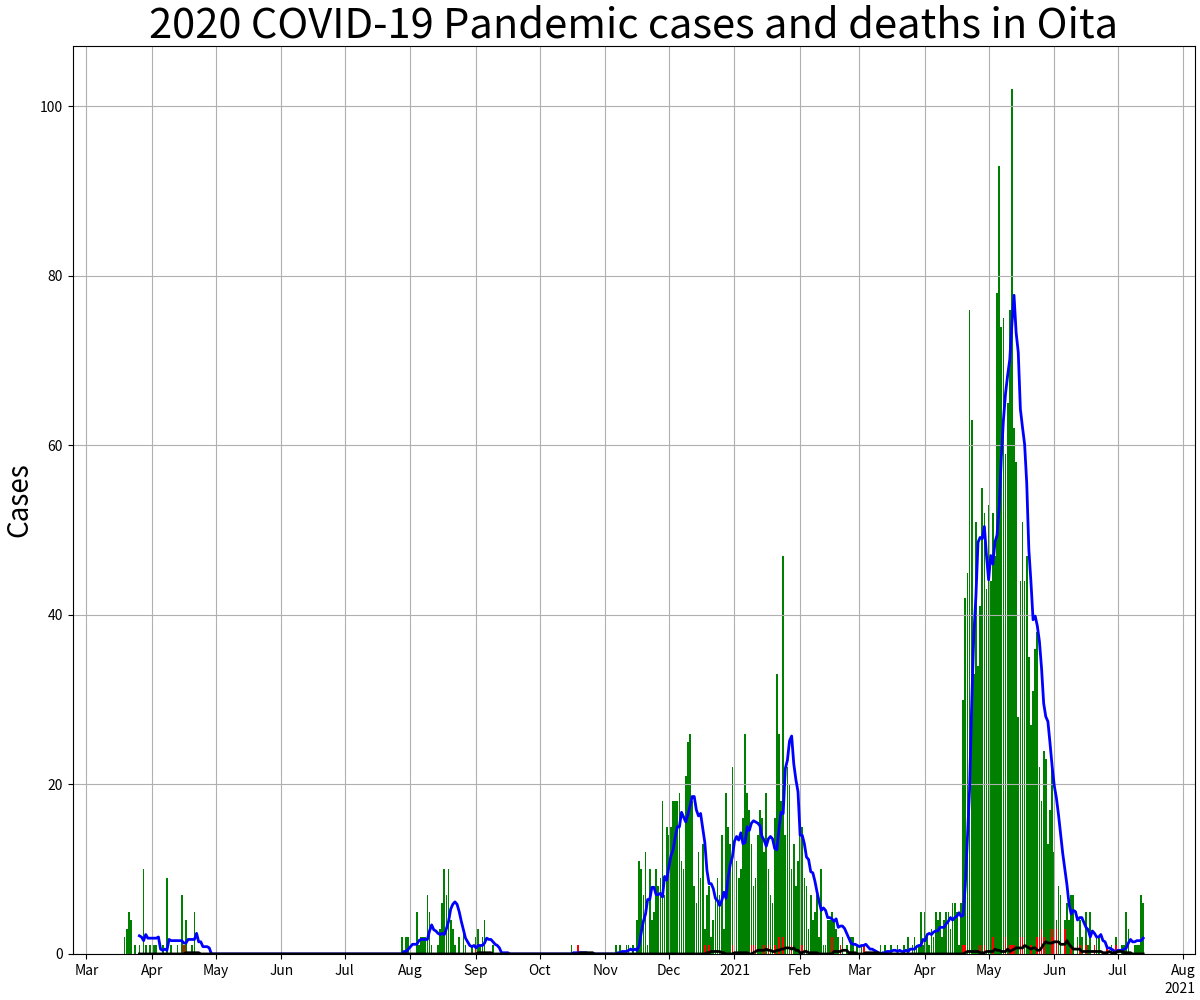 2020 COVID-19 Pandemic cases and deaths in Oita
Cases
100
80
60
40
20
0
Mar Apr May Jun Jul Aug Sep Oct Nov Dec 2021 Feb Mar Apr May Jun Jul Aug
2021